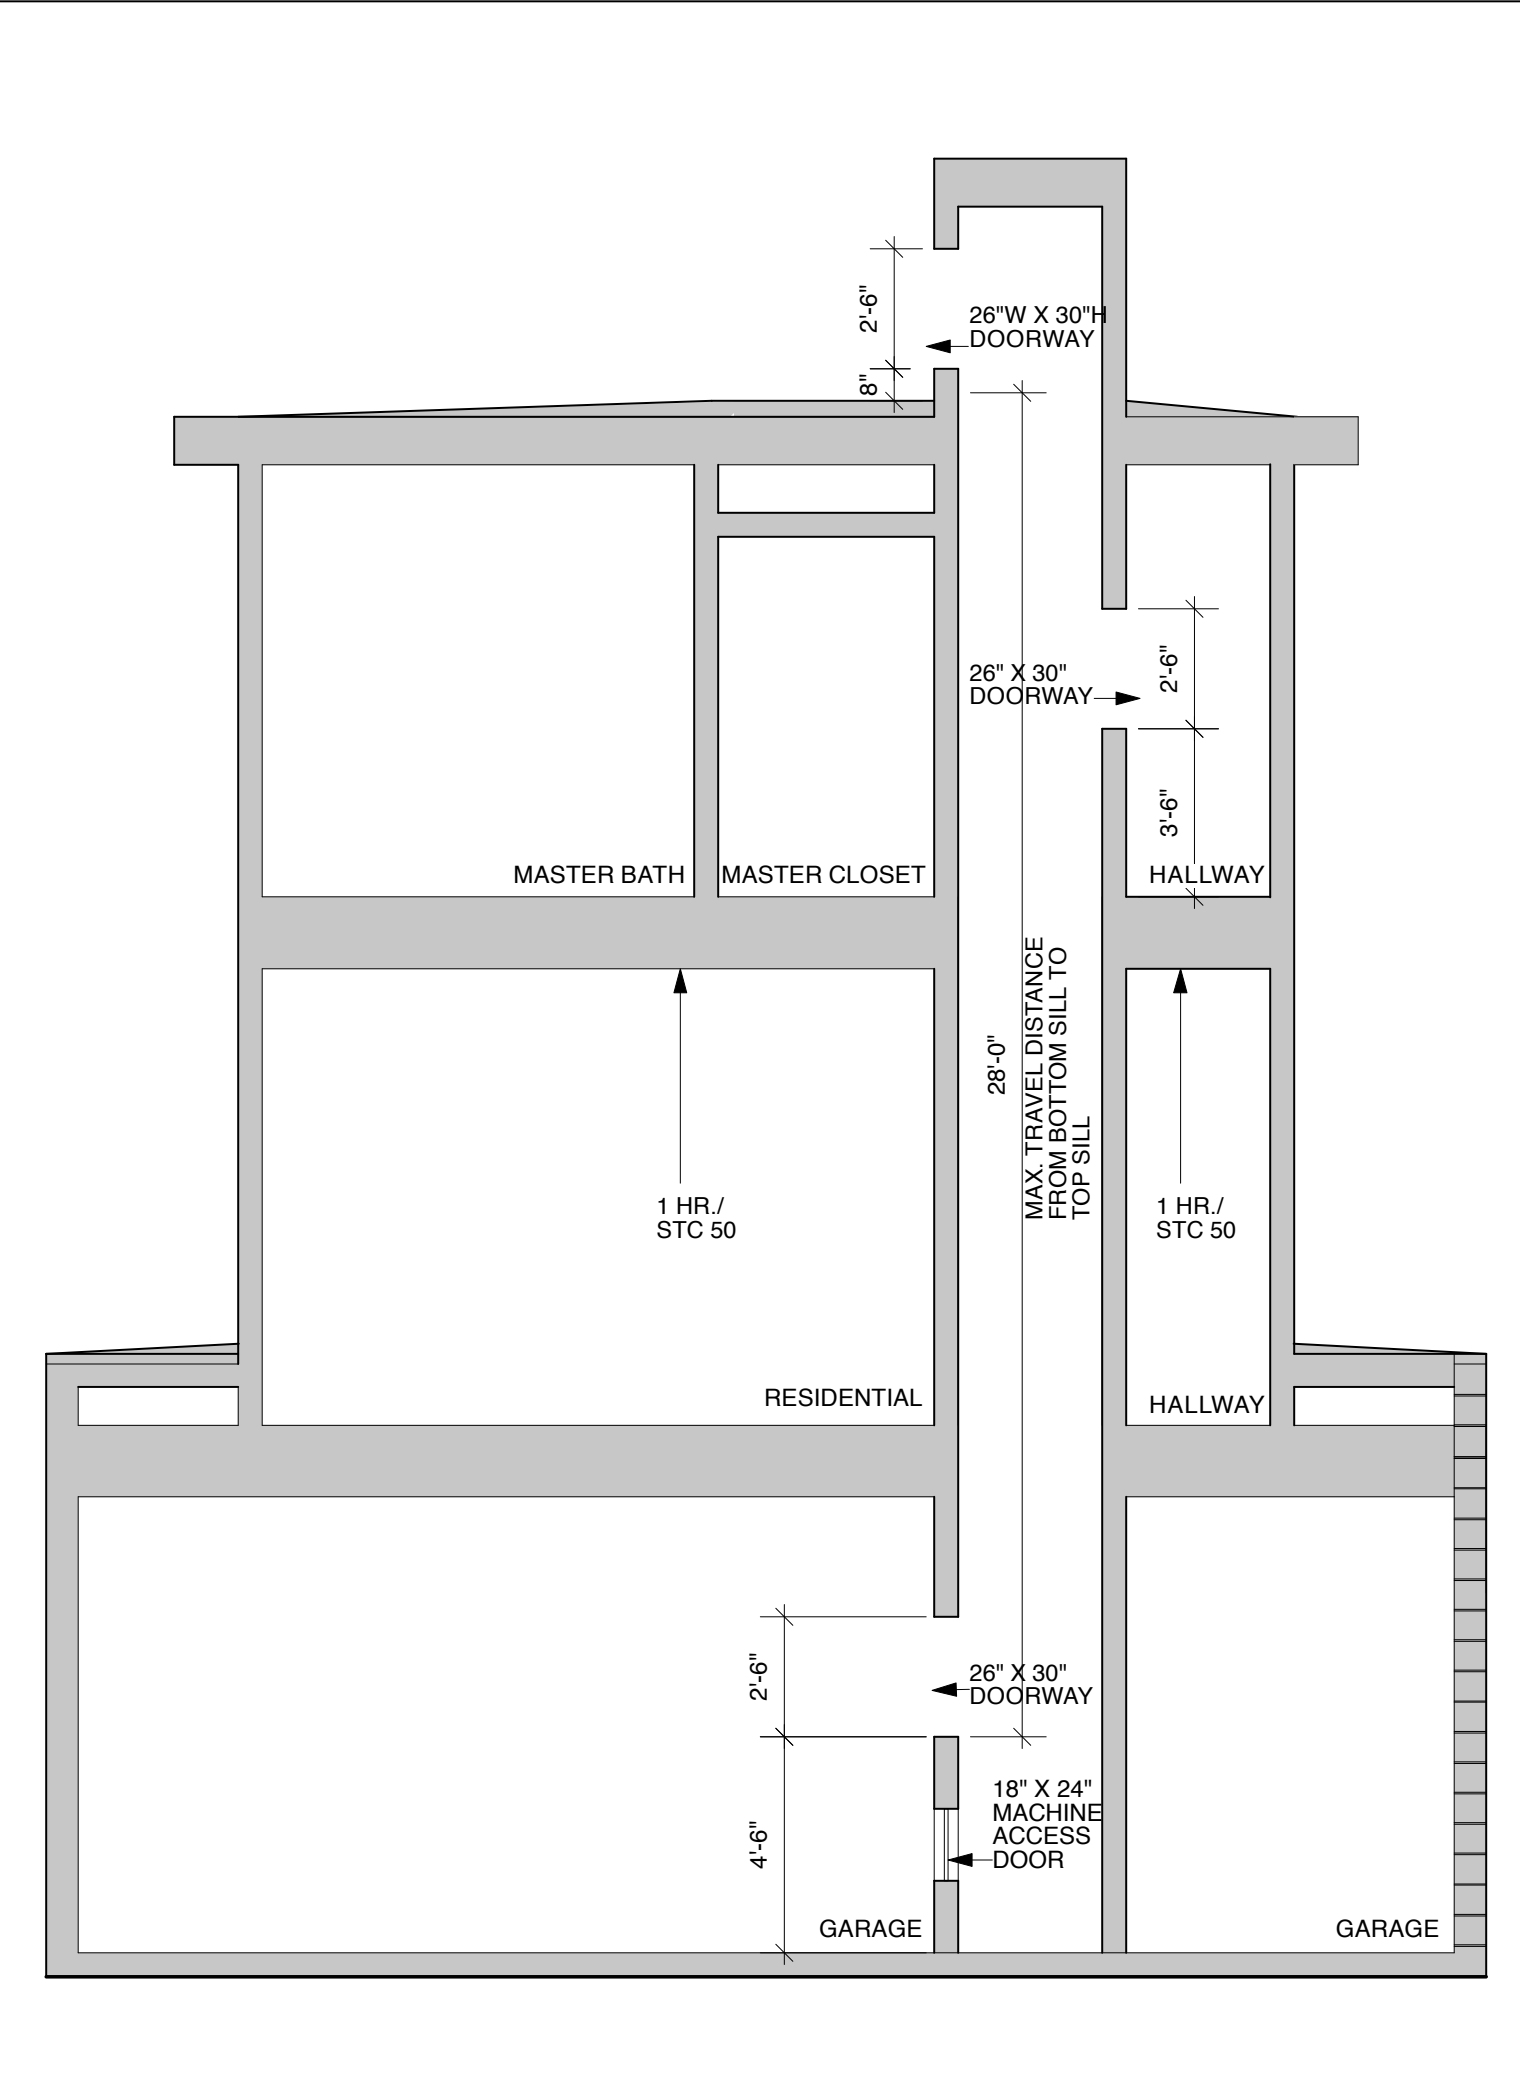 2'-6"
26"W X 30"H
DOORWAY
8"
26" X 30"
DOORWAY
2'-6"
3'-6"
MASTER BATH
MASTER CLOSET
HALLWAY
28'-0"
MAX. TRAVEL DISTANCE
FROM BOTTOM SILL TO
TOP SILL
1 HR./
STC 50
1 HR./
STC 50
RESIDENTIAL
HALLWAY
2'-6"
26" X 30"
DOORWAY
4'-6"
18" X 24"
MACHINE
ACCESS
DOOR
GARAGE
GARAGE